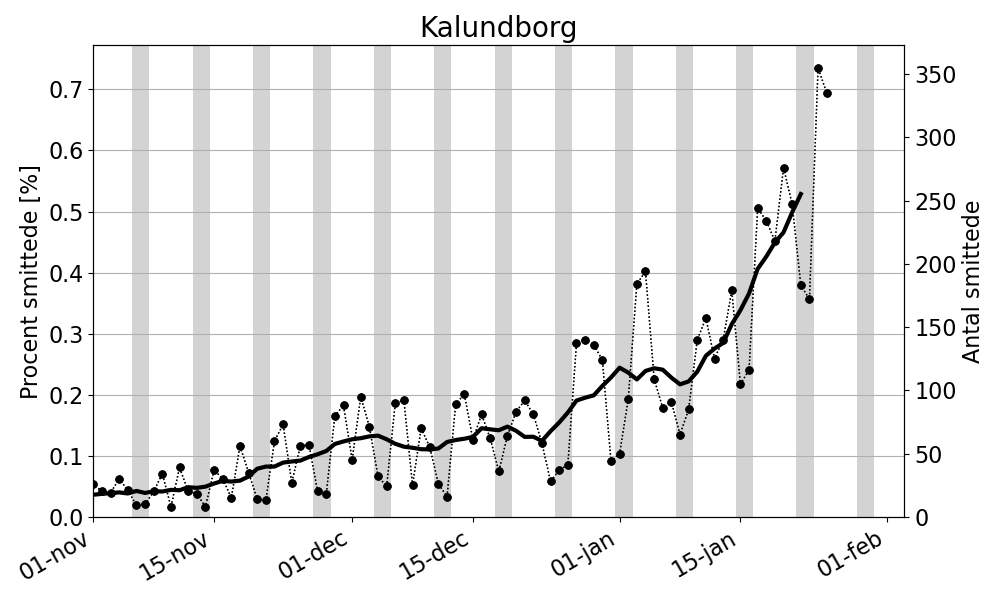 Kalundborg
Procent smittede [%]
0.7
0.6
0.5
0.4
0.3
0.2
0.1
0.0
350
300
250
200
150
100
50
0
Antal smittede
01-nov
15-nov
01-dec
15-dec
01-jan
15-jan
01-feb